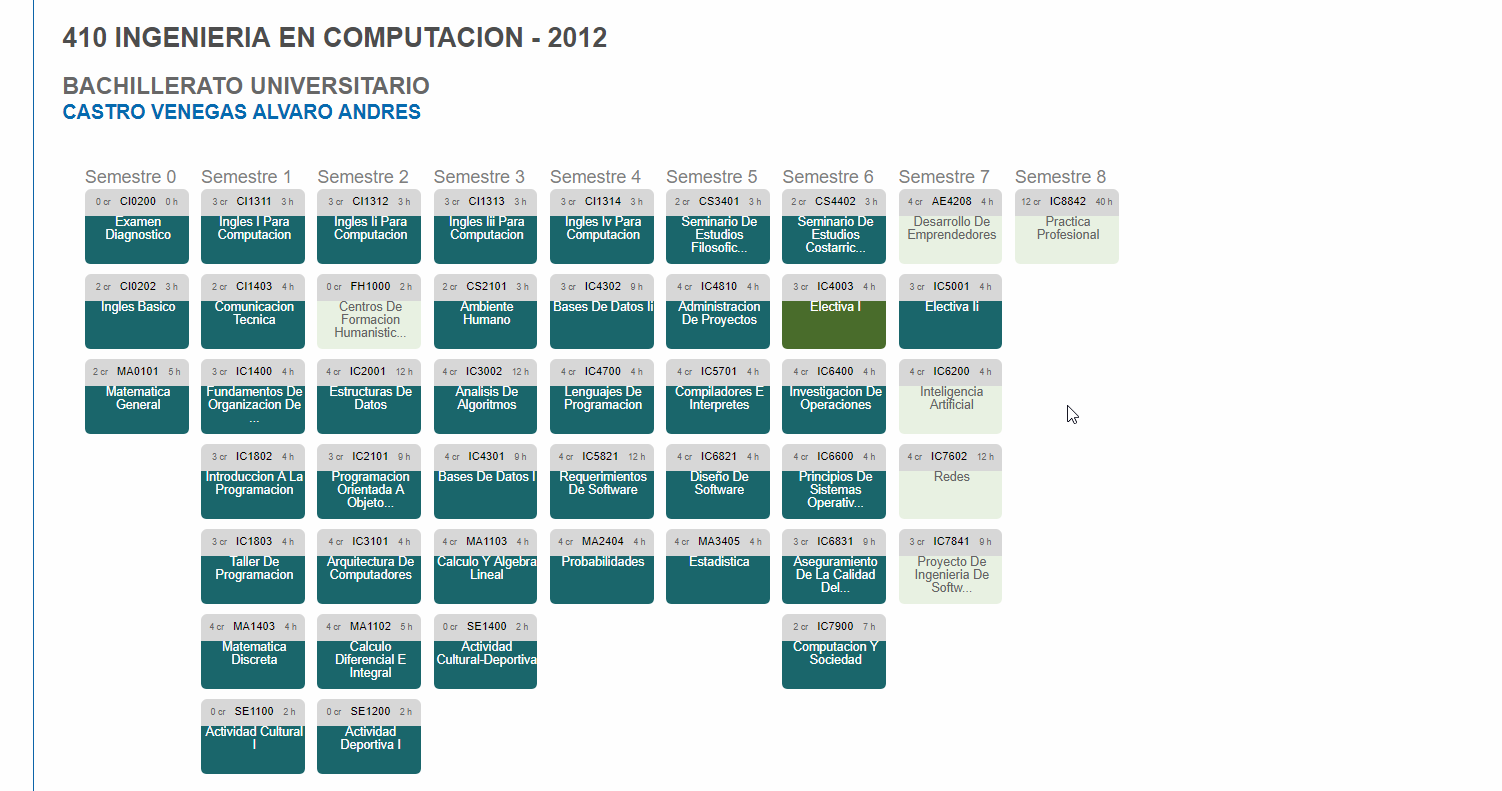 410 INGENIERIA EN COMPUTACION - 2012
BACHILLERATO UNIVERSITARIO
CASTRO VENEGAS ALVARO ANDRES
Semestre 0
0 cr CI0200 0 h
Examen
Diagnostico
2 cr CI0202 3 h
Ingles Basico
2 cr MA0101 5 h
Matematica
General
Semestre 1
3 cr CI1311 3 h
Ingles I Para
Computacion
2 cr CI1403 4 h
Comunicacion
Tecnica
3 cr IC1400 4 h
Fundamentos De
Organizacion De
...
3 cr IC1802 4 h
Introduccion A La
Programacion
3 cr IC1803 4 h
Taller De
Programacion
4 cr MA1403 4 h
Matematica
Discreta
0 cr SE1100 2 h
Actividad Cultural
I
Semestre 2
3 cr CI1312 3 h
Ingles Ii Para
Computacion
0 cr FH1000 2 h
Centros De
Formacion
Humanistic...
4 cr IC2001 12 h
Estructuras De
Datos
3 cr IC2101 9 h
Programacion
Orientada A
Objeto...
4 cr IC3101 4 h
Arquitectura De
Computadores
4 cr MA1102 5 h
Calculo
Diferencial E
Integral
0 cr SE1200 2 h
Actividad
Deportiva I
Semestre 3
3 cr CI1313 3 h
Ingles Iii Para
Computacion
2 cr CS2101 3 h
Ambiente
Humano
4 cr IC3002 12 h
Analisis De
Algoritmos
4 cr IC4301 9 h
Bases De Datos I
4 cr MA1103 4 h
Calculo Y Algebra
Lineal
0 cr SE1400 2 h
Actividad
Cultural-Deportiva
Semestre 4
3 cr CI1314 3 h
Ingles Iv Para
Computacion
3 cr IC4302 9 h
Bases De Datos Ii
4 cr IC4700 4 h
Lenguajes De
Programacion
4 cr IC5821 12 h
Requerimientos
De Software
4 cr MA2404 4 h
Probabilidades
Semestre 5
2 cr CS3401 3 h
Seminario De
Estudios
Filosofic...
4 cr IC4810 4 h
Administracion
De Proyectos
4 cr IC5701 4 h
Compiladores E
Interpretes
4 cr IC6821 4 h
Diseño De
Software
4 cr MA3405 4 h
Estadistica
Semestre 6
2 cr CS4402 3 h
Seminario De
Estudios
Costarric...
3 cr IC4003 4 h
Electiva I
4 cr IC6400 4 h
Investigacion De
Operaciones
4 cr IC6600 4 h
Principios De
Sistemas
Operativ...
3 cr IC6831 9 h
Aseguramiento
De La Calidad
Del...
2 cr IC7900 7 h
Computacion Y
Sociedad
Semestre 7
4 cr AE4208 4 h
Desarrollo De
Emprendedores
3 cr IC5001 4 h
Electiva Ii
4 cr IC6200 4 h
Inteligencia
Artificial
4 cr IC7602 12 h
Redes
3 cr IC7841 9 h
Proyecto De
Ingenieria De
Softw...
Semestre 8
12 cr IC8842 40 h
Practica
Profesional